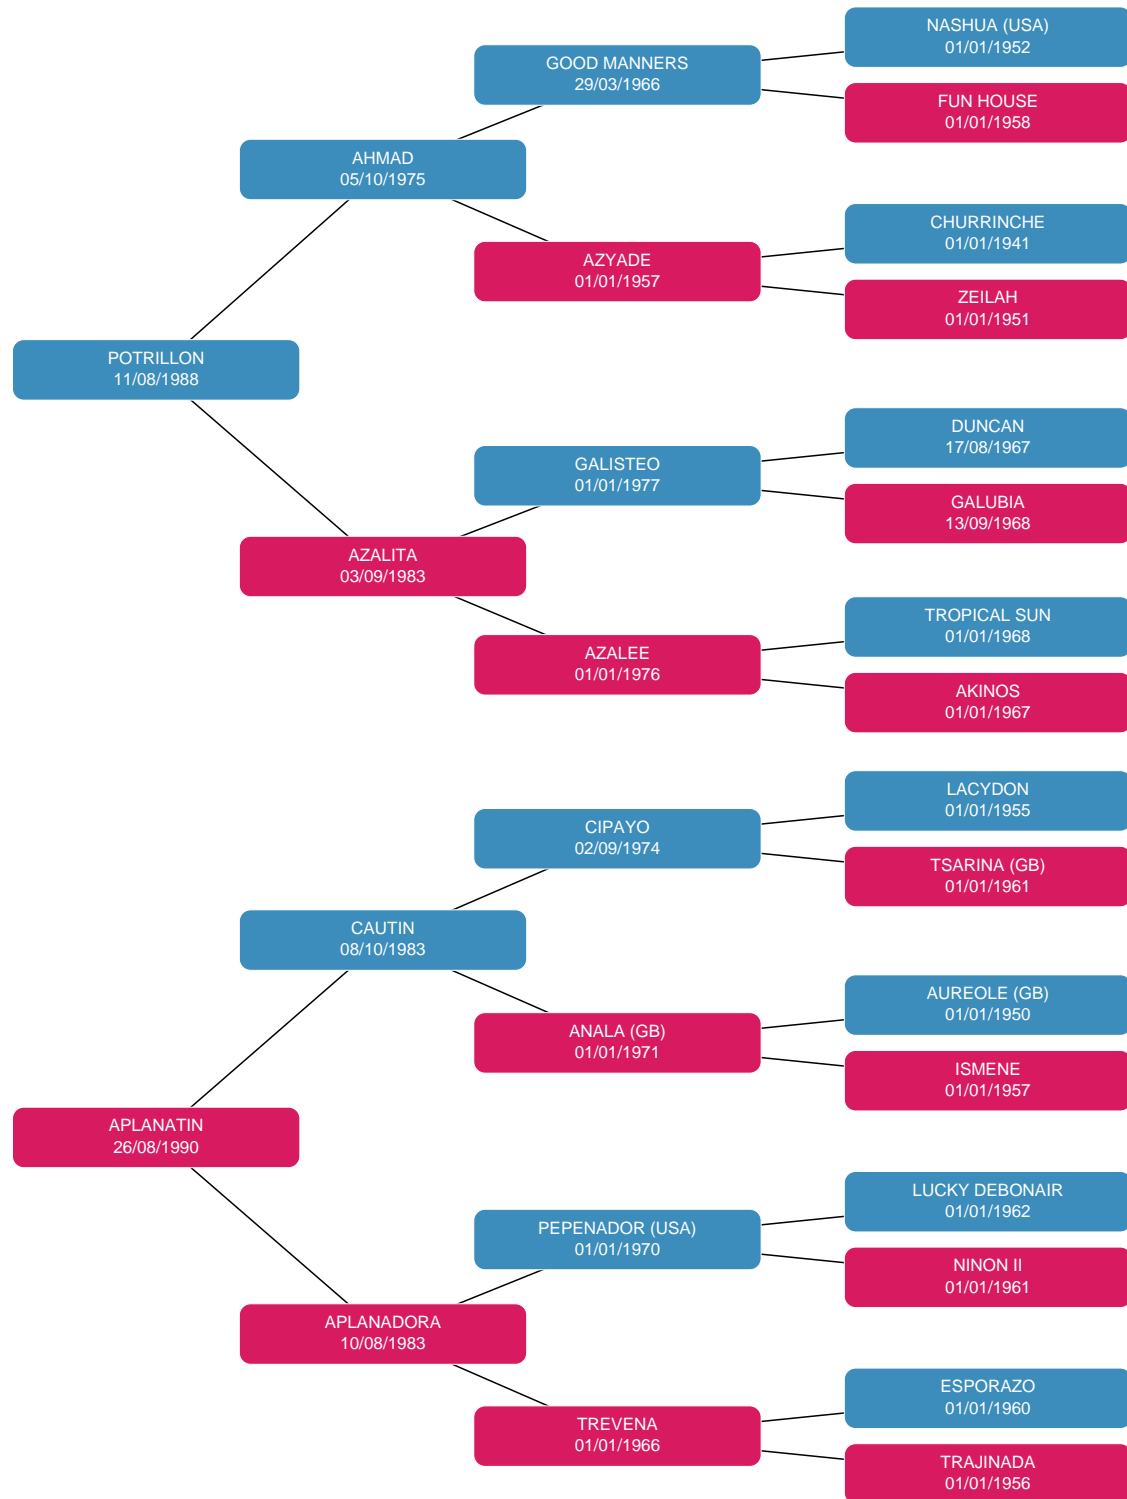 NASHUA (USA)
01/01/1952
GOOD MANNERS
29/03/1966
FUN HOUSE
01/01/1958
AHMAD
05/10/1975
CHURRINCHE
01/01/1941
AZYADE
01/01/1957
ZEILAH
01/01/1951
POTRILLON
11/08/1988
DUNCAN
17/08/1967
GALISTEO
01/01/1977
GALUBIA
13/09/1968
AZALITA
03/09/1983
TROPICAL SUN
01/01/1968
AZALEE
01/01/1976
AKINOS
01/01/1967
LACYDON
01/01/1955
CIPAYO
02/09/1974
TSARINA (GB)
01/01/1961
CAUTIN
08/10/1983
AUREOLE (GB)
01/01/1950
ANALA (GB)
01/01/1971
ISMENE
01/01/1957
APLANATIN
26/08/1990
LUCKY DEBONAIR
01/01/1962
PEPENADOR (USA)
01/01/1970
NINON II
01/01/1961
APLANADORA
10/08/1983
ESPORAZO
01/01/1960
TREVENA
01/01/1966
TRAJINADA
01/01/1956